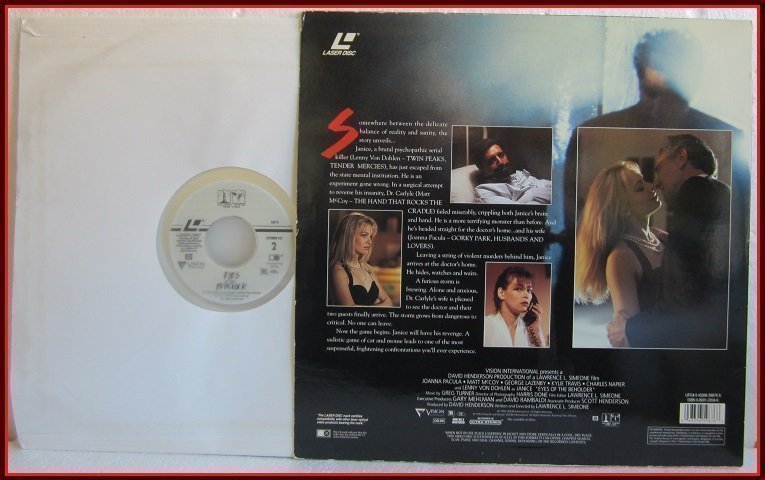 LASER DISC
Somewhere between the delicate
balance of reality and sanity, the
story unveils...
Janice, a brutal psychopathic serial
killer (Lenny Von Dohlen – TWIN PEAKS,
TENDER MERCIES), has just escaped from
the state mental institution. He is an
experiment gone wrong. In a surgical attempt
to reverse his insanity, Dr. Carlyle (Matt
McCoy – THE HAND THAT ROCKS THE
CRADLE) failed miserably, crippling both Janice's brain
and hand. He is a more terrifying monster than before. And
he's headed straight for the doctor's home...and his wife
(Joanna Pacula – GORKY PARK, HUSBANDS AND
LOVERS).
Leaving a string of violent murders behind him, Janice
arrives at the doctor's home.
He hides, watches and waits.
A furious storm is
brewing. Alone and anxious,
Dr. Carlyle's wife is pleased
to see the doctor and their
two guests finally arrive. The storm grows from dangerous to
critical. No one can leave.
Now the game begins. Janice will have his revenge. A
sadistic game of cat and mouse leads to one of the most
suspenseful, frightening confrontations you'll ever experience.
VISION INTERNATIONAL presents a
DAVID HENDERSON PRODUCTION of a LAWRENCE L. SIMEONE film
JOANNA PACULA • MATT McCOY • GEORGE LAZENBY • KYLIE TRAVIS • CHARLES NAPIER
and LENNY VON DOHLEN as JANICE "EYES OF THE BEHOLDER"
Music by GREG TURNER Director of Photography HARRIS DONE Film Editor LAWRENCE L. SIMEONE
Executive Producers GARY MEHLMAN and DAVID RAMBALDI Associate Producer SCOTT HENDERSON
Produced by DAVID HENDERSON Written and Directed by LAWRENCE L. SIMEONE
VISION
ULTRA STEREO
LASER DISC
2
VISION
EYES
BEHOLDER